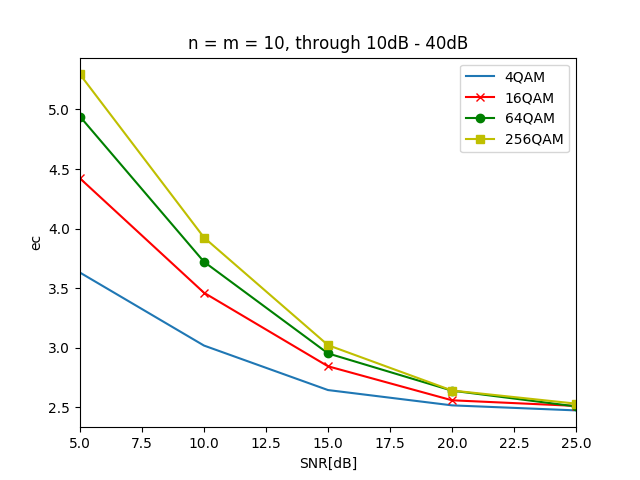 n = m = 10, through 10dB - 40dB
4QAM
16QAM
64QAM
256QAM
5.0
4.5
4.0
3.5
3.0
2.5
ec
5.0 7.5 10.0 12.5 15.0 17.5 20.0 22.5 25.0
SNR[dB]